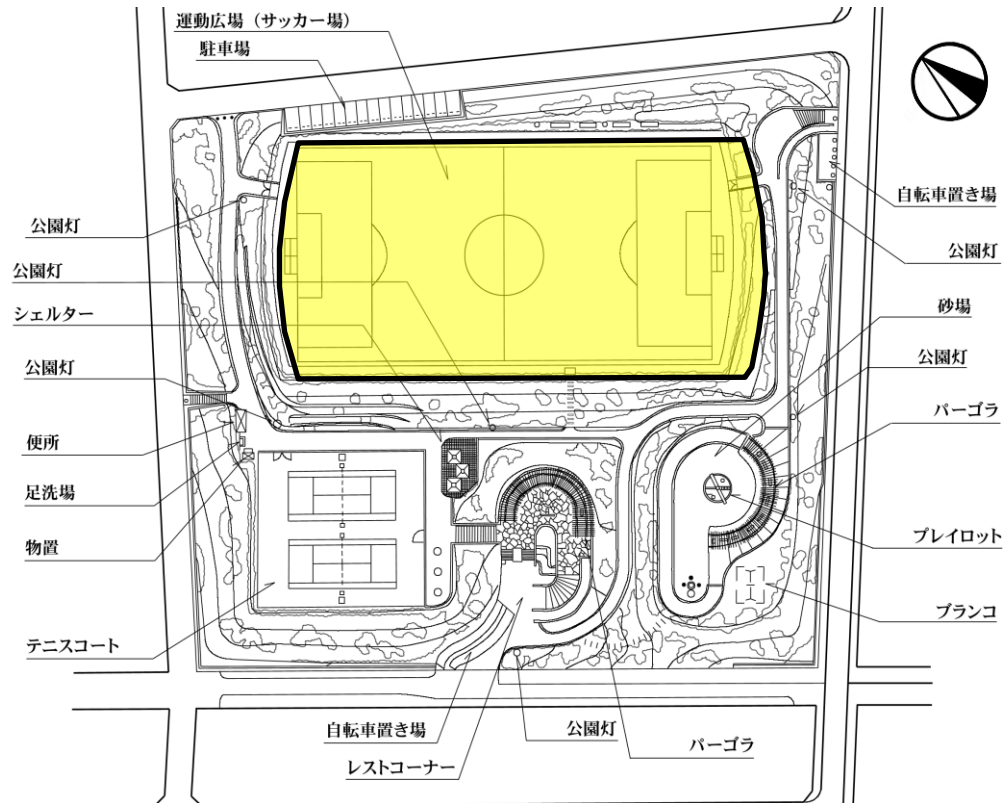 運動広場（サッカー場）
駐車場
自転車置き場
公園灯
公園灯
公園灯
砂場
シェルター
公園灯
公園灯
パーゴラ
便所
足洗場
プレイロット
物置
ブランコ
テニスコート
自転車置き場
公園灯
パーゴラ
レストコーナー